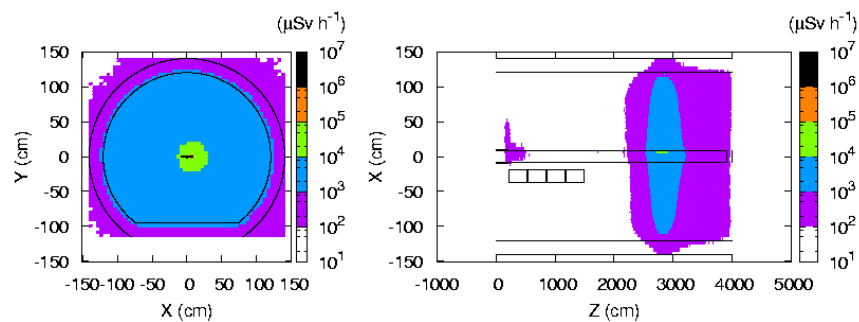 (μSv h⁻¹) (μSv h⁻¹)
150 10⁷ 150 10⁷
100 10⁶ 100 10⁶
50 10⁵ 50 10⁵
Y (cm) 0 10⁴ X (cm) 0 10⁴
-50 10³ -50 10³
-100 10² -100 10²
-150 10¹ -150 10¹
-150 -100 -50 0 50 100 150 -1000 0 1000 2000 3000 4000 5000
X (cm) Z (cm)